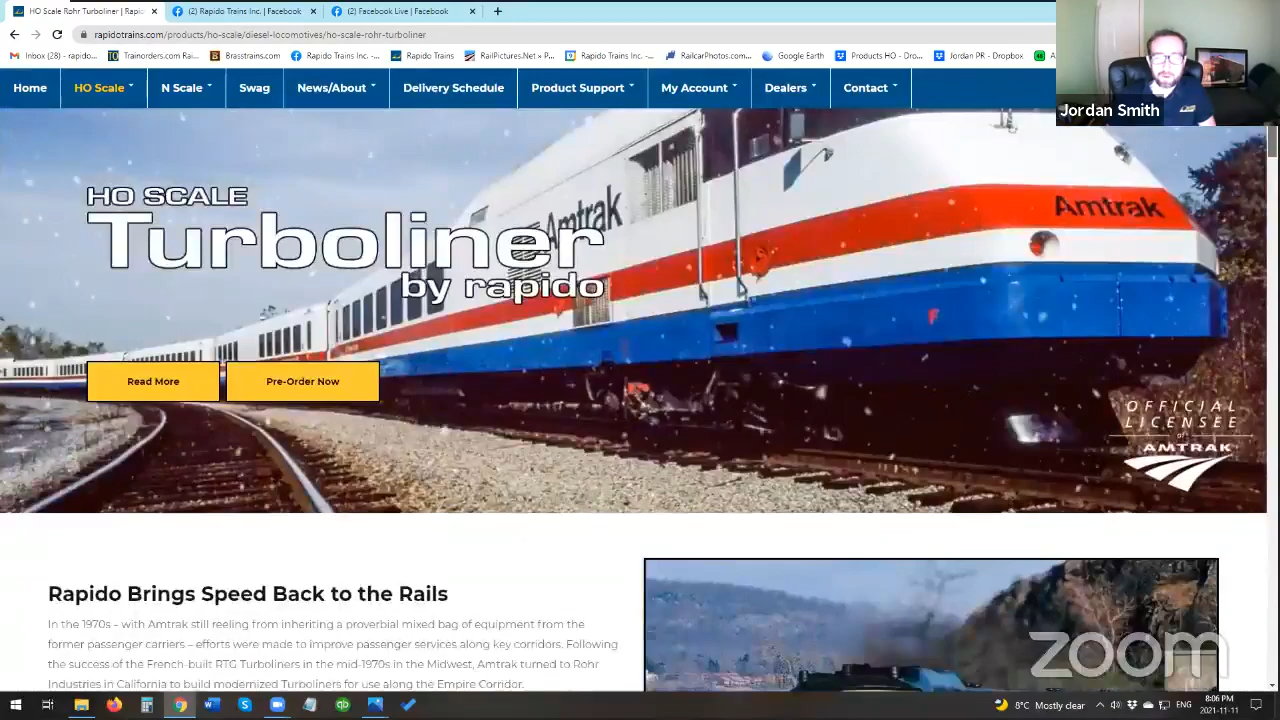 HO Scale Rohr Turboliner | Rapi
(2) Rapido Trains Inc. | Facebook
(2) Facebook Live | Facebook
rapidotrains.com/products/ho-scale/diesel-locomotives/ho-scale-rohr-turboliner
Inbox (28) - rapido...
Trainorders.com Rai...
Brasstrains.com
Rapido Trains Inc. -...
Rapido Trains
RailPictures.Net » P...
Rapido Trains Inc. -...
RailcarPhotos.com...
Google Earth
Products HO - Dro...
Jordan PR - Dropbox
Home
HO Scale
N Scale
Swag
News/About
Delivery Schedule
Product Support
My Account
Dealers
Contact
Jordan Smith
HO SCALE
Turboliner
by rapido
Amtrak
Amtrak
F
Read More
Pre-Order Now
OFFICIAL
LICENSEE
of
AMTRAK
Rapido Brings Speed Back to the Rails
In the 1970s – with Amtrak still reeling from inheriting a proverbial mixed bag of equipment from the
former passenger carriers – efforts were made to improve passenger services along key corridors. Following
the success of the French-built RTG Turboliners in the mid-1970s in the Midwest, Amtrak turned to Rohr
Industries in California to build modernized Turboliners for use along the Empire Corridor.
zoom
8°C Mostly clear
ENG
8:06 PM
2021-11-11